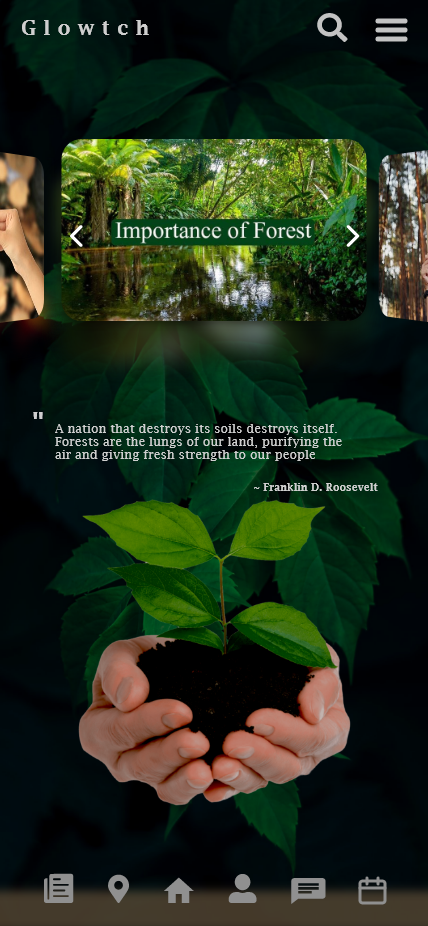 Glowtch
Importance of Forest
"
A nation that destroys its soils destroys itself.
Forests are the lungs of our land, purifying the
air and giving fresh strength to our people
~ Franklin D. Roosevelt